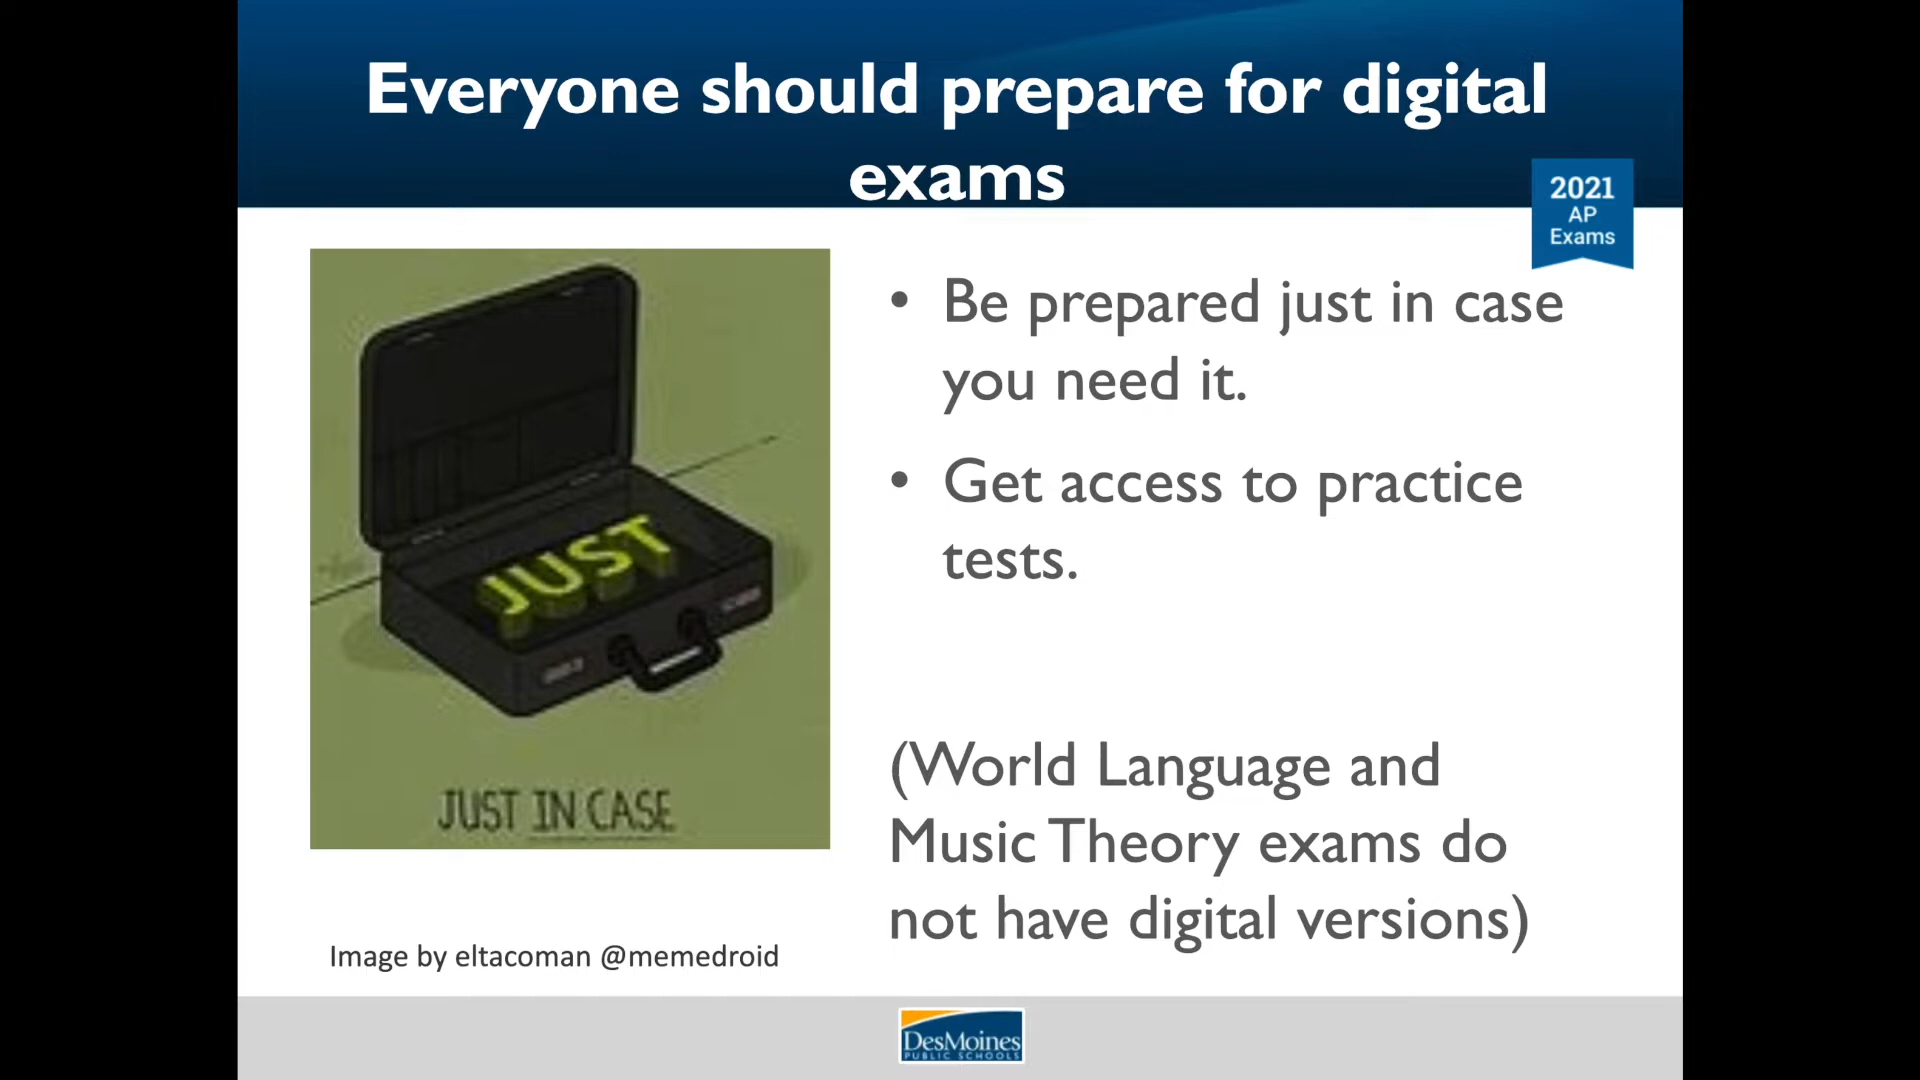 Everyone should prepare for digital
exams
2021
AP
Exams
• Be prepared just in case
you need it.
• Get access to practice
tests.
(World Language and
Music Theory exams do
not have digital versions)
JUST
JUST IN CASE
Image by eltacoman @memedroid
DesMoines
PUBLIC SCHOOLS